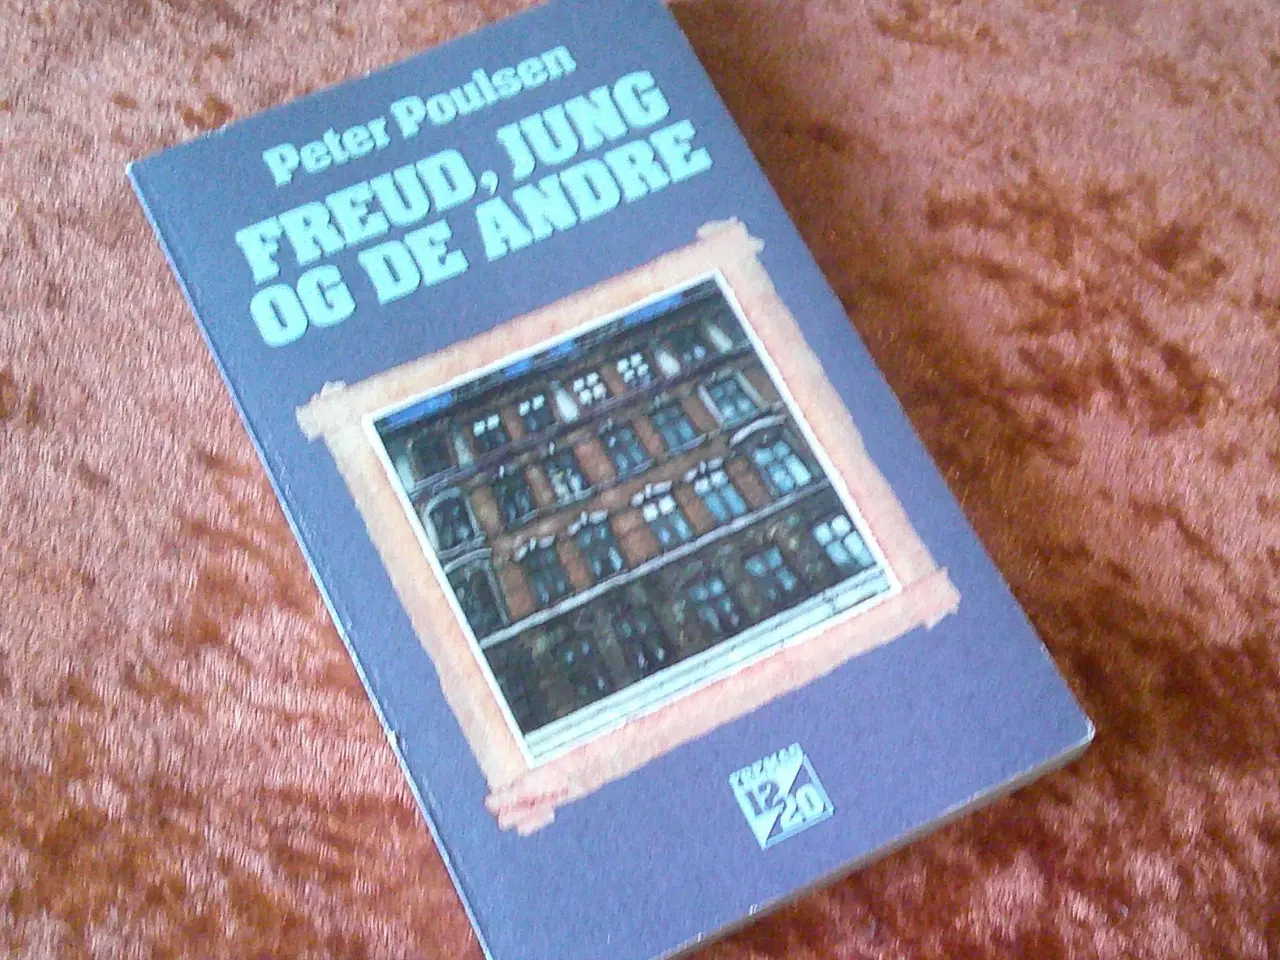 Peter Poulsen
FREUD, JUNG
OG DE ANDRE
12/20